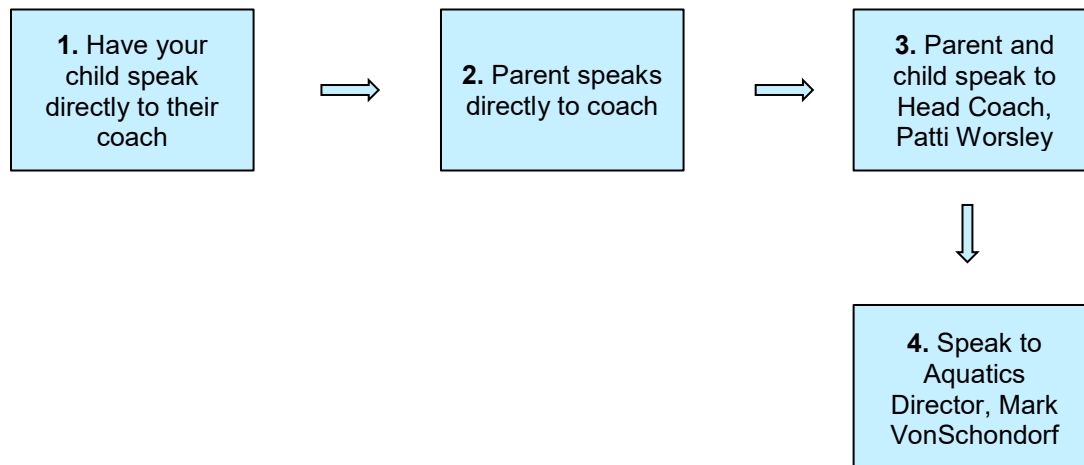 1. Have your
child speak
directly to their
coach
2. Parent speaks
directly to coach
3. Parent and
child speak to
Head Coach,
Patti Worsley
4. Speak to
Aquatics
Director, Mark
VonSchondorf